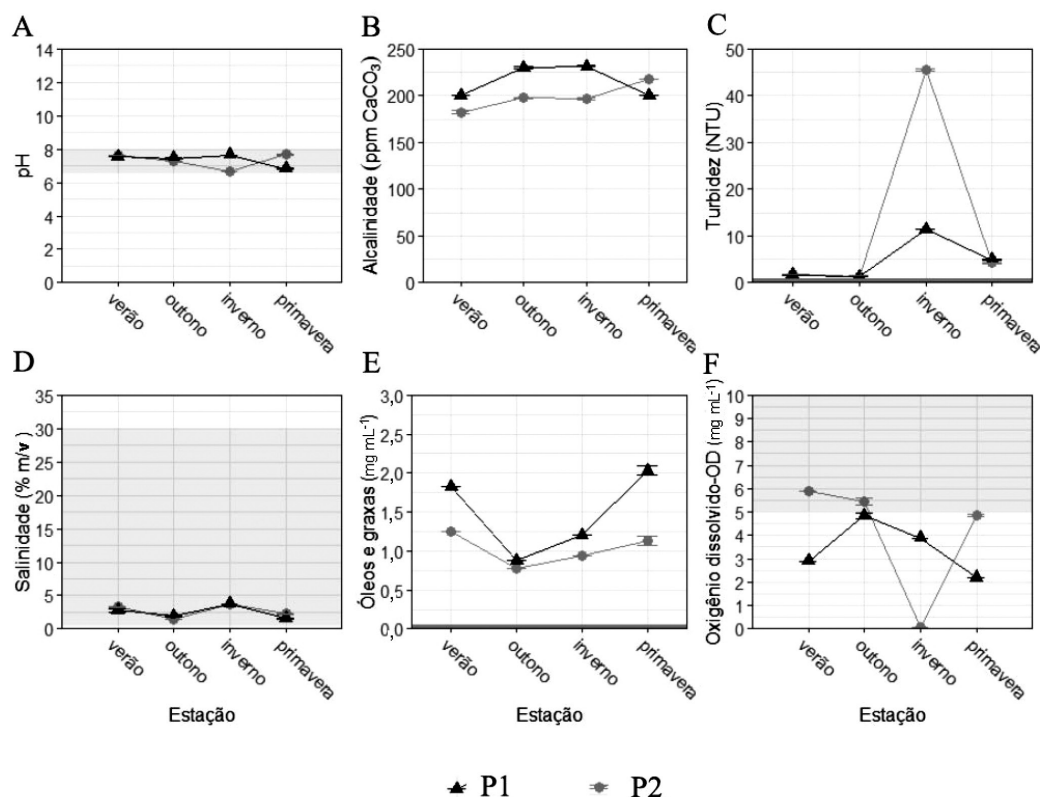 A
pH
14
12
10
8
6
4
2
0
verão
outono
inverno
primavera
B
Alcalinidade (ppm CaCO₃)
250
200
150
100
50
0
verão
outono
inverno
primavera
C
Turbidez (NTU)
50
40
30
20
10
0
verão
outono
inverno
primavera
D
Salinidade (% m/v)
35
30
25
20
15
10
5
0
verão
outono
inverno
primavera
Estação
E
Óleos e graxas (mg mL⁻¹)
3,0
2,5
2,0
1,5
1,0
0,5
0,0
verão
outono
inverno
primavera
Estação
F
Oxigênio dissolvido-OD (mg mL⁻¹)
10
9
8
7
6
5
4
3
2
1
0
verão
outono
inverno
primavera
Estação
P1
P2